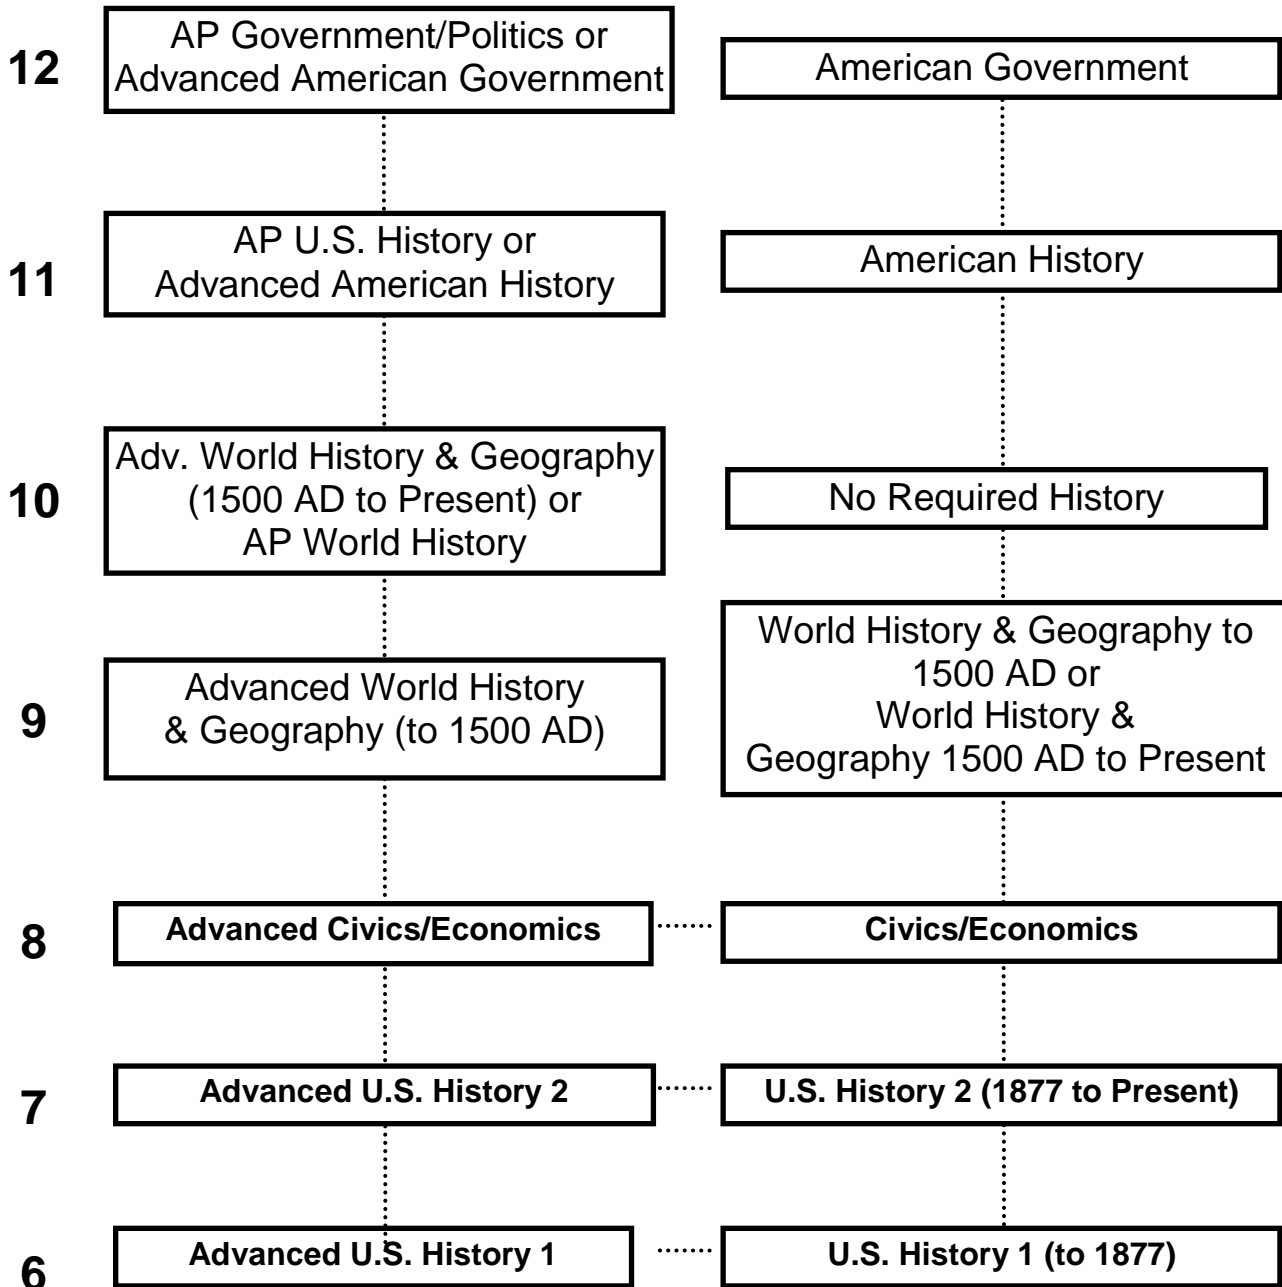 12
AP Government/Politics or
Advanced American Government
American Government
11
AP U.S. History or
Advanced American History
American History
10
Adv. World History & Geography
(1500 AD to Present) or
AP World History
No Required History
9
Advanced World History
& Geography (to 1500 AD)
World History & Geography to
1500 AD or
World History &
Geography 1500 AD to Present
8
Advanced Civics/Economics
Civics/Economics
7
Advanced U.S. History 2
U.S. History 2 (1877 to Present)
6
Advanced U.S. History 1
U.S. History 1 (to 1877)